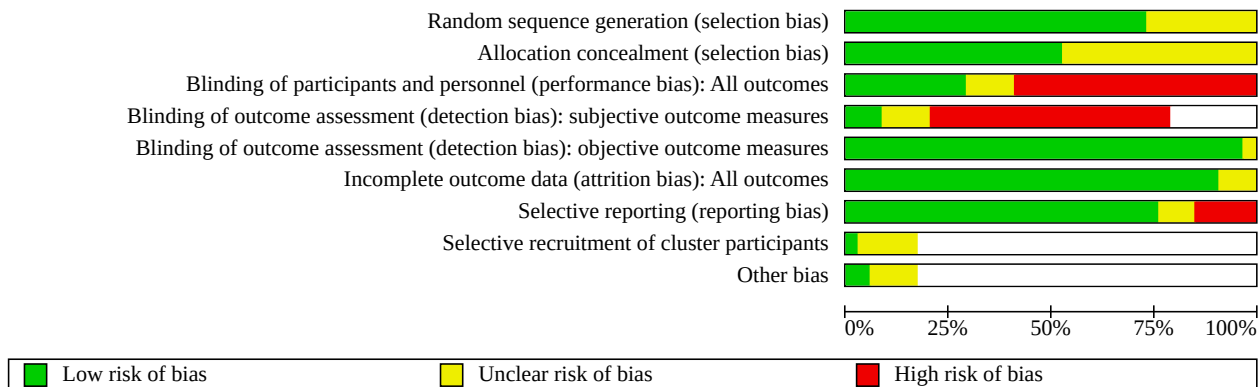 Random sequence generation (selection bias)
Allocation concealment (selection bias)
Blinding of participants and personnel (performance bias): All outcomes
Blinding of outcome assessment (detection bias): subjective outcome measures
Blinding of outcome assessment (detection bias): objective outcome measures
Incomplete outcome data (attrition bias): All outcomes
Selective reporting (reporting bias)
Selective recruitment of cluster participants
Other bias
0% 25% 50% 75% 100%
Low risk of bias Unclear risk of bias High risk of bias